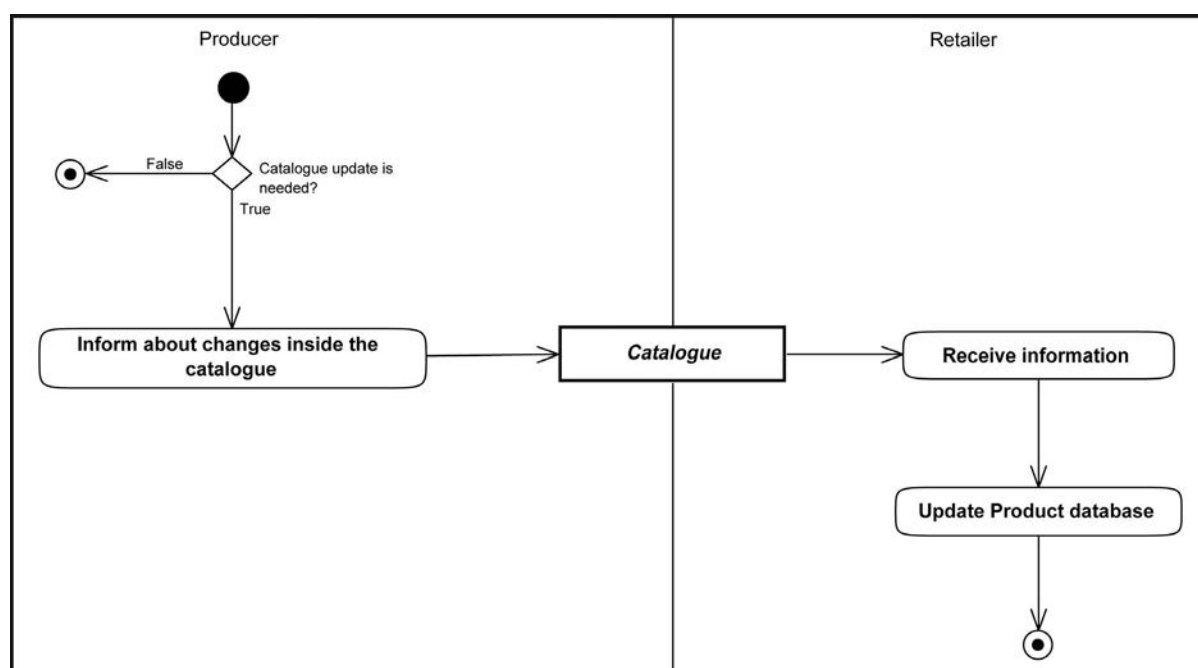 Producer
Retailer
False
Catalogue update is
needed?
True
Inform about changes inside the
catalogue
Catalogue
Receive information
Update Product database